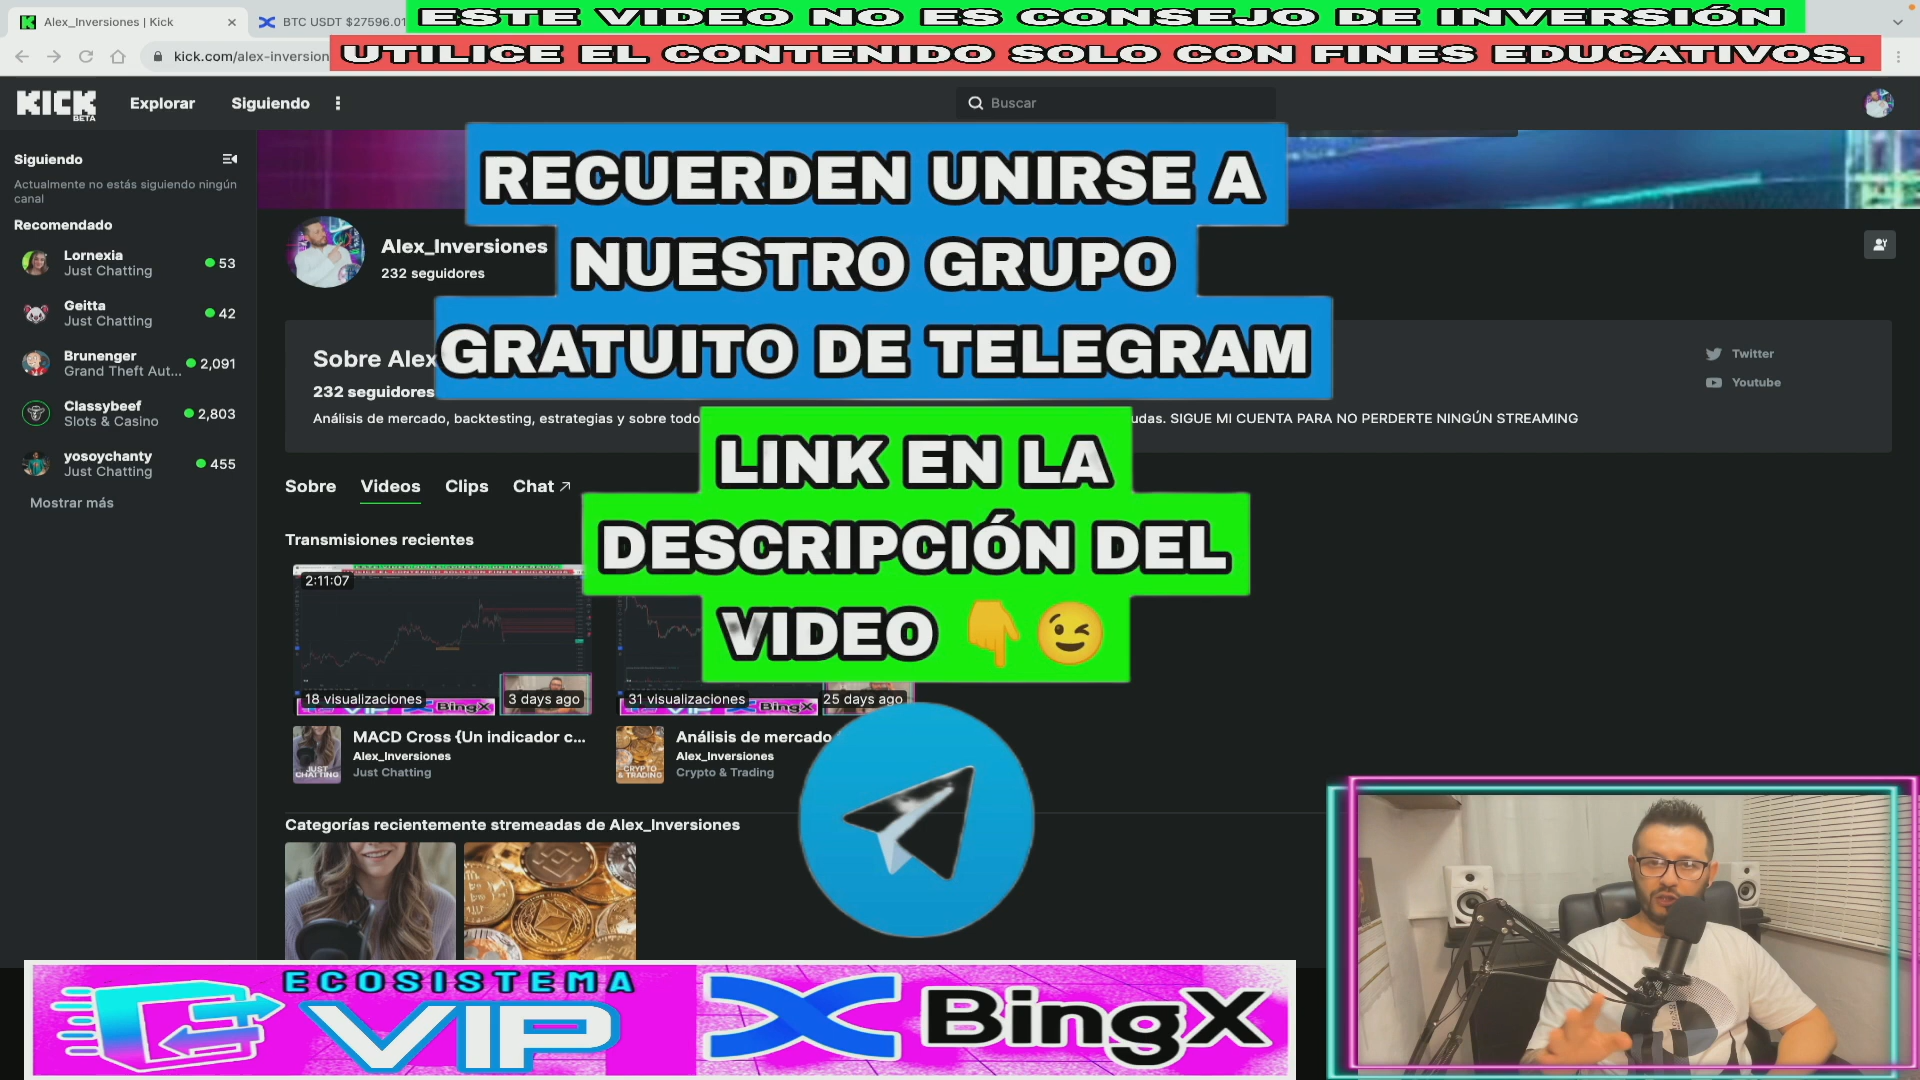 Alex_Inversiones | Kick
BTC USDT $27596.01
ESTE VIDEO NO ES CONSEJO DE INVERSIÓN
kick.com/alex-inversion
UTILICE EL CONTENIDO SOLO CON FINES EDUCATIVOS.
KICK
BETA
Explorar
Siguiendo
Buscar
Siguiendo
Actualmente no estás siguiendo ningún
canal
Recomendado
Lornexia
Just Chatting
53
Geitta
Just Chatting
42
Brunenger
Grand Theft Aut...
2,091
Classybeef
Slots & Casino
2,803
yosoychanty
Just Chatting
455
Mostrar más
RECUERDEN UNIRSE A
NUESTRO GRUPO
GRATUITO DE TELEGRAM
LINK EN LA
DESCRIPCIÓN DEL
VIDEO 👇😉
Alex_Inversiones
232 seguidores
Sobre Alex
232 seguidores
Análisis de mercado, backtesting, estrategias y sobre todo
udas. SIGUE MI CUENTA PARA NO PERDERTE NINGÚN STREAMING
Twitter
Youtube
Sobre
Videos
Clips
Chat
Transmisiones recientes
2:11:07
18 visualizaciones
3 days ago
BingX
31 visualizaciones
25 days ago
BingX
JUST
CHATTING
MACD Cross {Un indicador c...
Alex_Inversiones
Just Chatting
CRYPTO
& TRADING
Análisis de mercado
Alex_Inversiones
Crypto & Trading
Categorías recientemente stremeadas de Alex_Inversiones
ECOSISTEMA
VIP
BingX